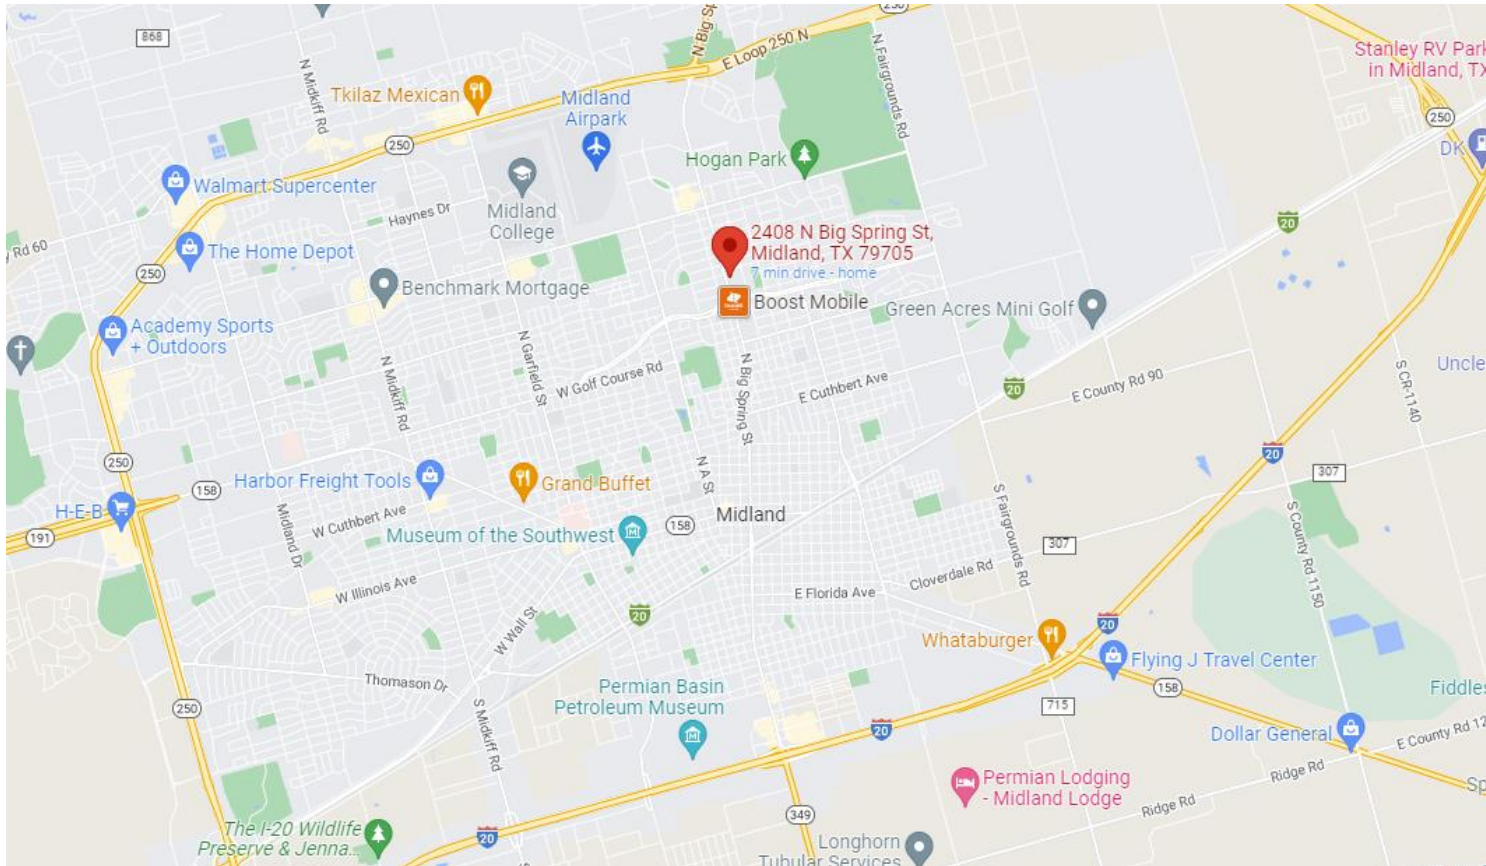 250
868
N Big Sp
E Loop 250 N
N Midkiff Rd
N Fairgrounds Rd
Stanley RV Park
in Midland, TX
Tkilaz Mexican
Midland
Airpark
250
250
DK
Hogan Park
Walmart Supercenter
Midland
College
Haynes Dr
20
2408 N Big Spring St,
Midland, TX 79705
7 min drive - home
y Rd 60
The Home Depot
250
Benchmark Mortgage
Boost Mobile
Green Acres Mini Golf
Academy Sports
+ Outdoors
N Garfield St
N Midkiff Rd
W Golf Course Rd
N Big Spring St
E Cuthbert Ave
20
E County Rd 90
S CR-1140
Uncle
250
158
Harbor Freight Tools
Grand Buffet
N A St
20
307
H-E-B
191
Midland Dr
W Cuthbert Ave
Museum of the Southwest
158
Midland
S Fairgrounds Rd
307
S County Rd 1150
W Illinois Ave
Cloverdale Rd
E Florida Ave
20
W Wall St
20
Whataburger
Flying J Travel Center
158
Thomason Dr
250
S Midkiff Rd
Permian Basin
Petroleum Museum
715
Fiddles
20
Dollar General
E County Rd 12
Ridge Rd
Permian Lodging
- Midland Lodge
Sp
Ridge Rd
349
The I-20 Wildlife
Preserve & Jenna...
20
Longhorn
Tubular Services